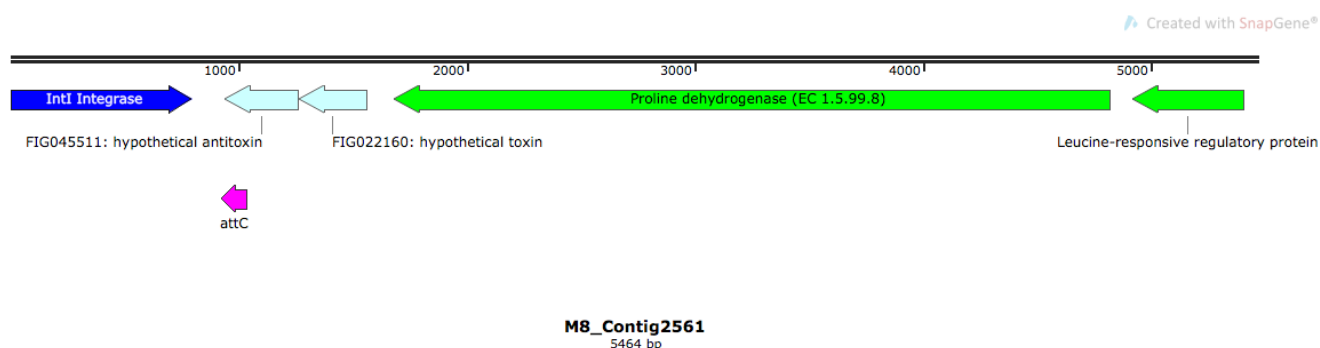 Created with SnapGene®
1000 2000 3000 4000 5000
IntI Integrase Proline dehydrogenase (EC 1.5.99.8)
FIG045511: hypothetical antitoxin FIG022160: hypothetical toxin Leucine-responsive regulatory protein
attC
M8_Contig2561
5464 bp